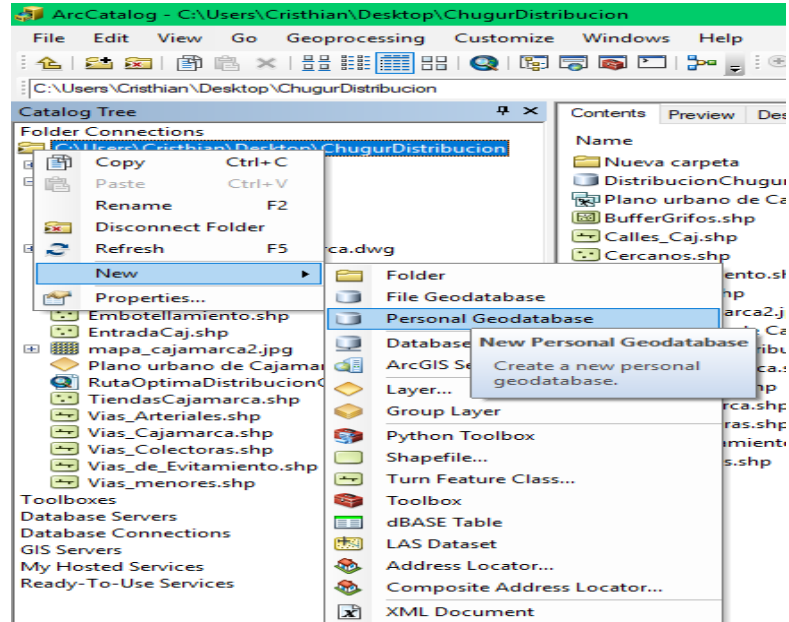 ArcCatalog - C:\Users\Cristhian\Desktop\ChugurDistribucion
File Edit View Go Geoprocessing Customize Windows Help
C:\Users\Cristhian\Desktop\ChugurDistribucion
Catalog Tree
Folder Connections
C:\Users\Cristhian\Desktop\ChugurDistribucion
Copy Ctrl+C
Paste Ctrl+V
Rename F2
Disconnect Folder
Refresh F5
New
Properties...
rca.dwg
Embotellamiento.shp
EntradaCaj.shp
mapa_cajamarca2.jpg
Plano urbano de Cajamar
RutaOptimaDistribucionC
TiendasCajamarca.shp
Vias_Arteriales.shp
Vias_Cajamarca.shp
Vias_Colectoras.shp
Vias_de_Evitamiento.shp
Vias_menores.shp
Toolboxes
Database Servers
Database Connections
GIS Servers
My Hosted Services
Ready-To-Use Services
Folder
File Geodatabase
Personal Geodatabase
Database
ArcGIS Se
Layer...
Group Layer
Python Toolbox
Shapefile...
Turn Feature Class...
Toolbox
dBASE Table
LAS Dataset
Address Locator...
Composite Address Locator...
XML Document
New Personal Geodatabase
Create a new personal
geodatabase.
Contents Preview Des
Name
Nueva carpeta
DistribucionChugur
Plano urbano de Ca
BufferGrifos.shp
Calles_Caj.shp
Cercanos.shp
ento.sh
hp
arca2.j
Ca
ribu
ca.s
hp
rca.shp
ras.shp
amiento
s.shp